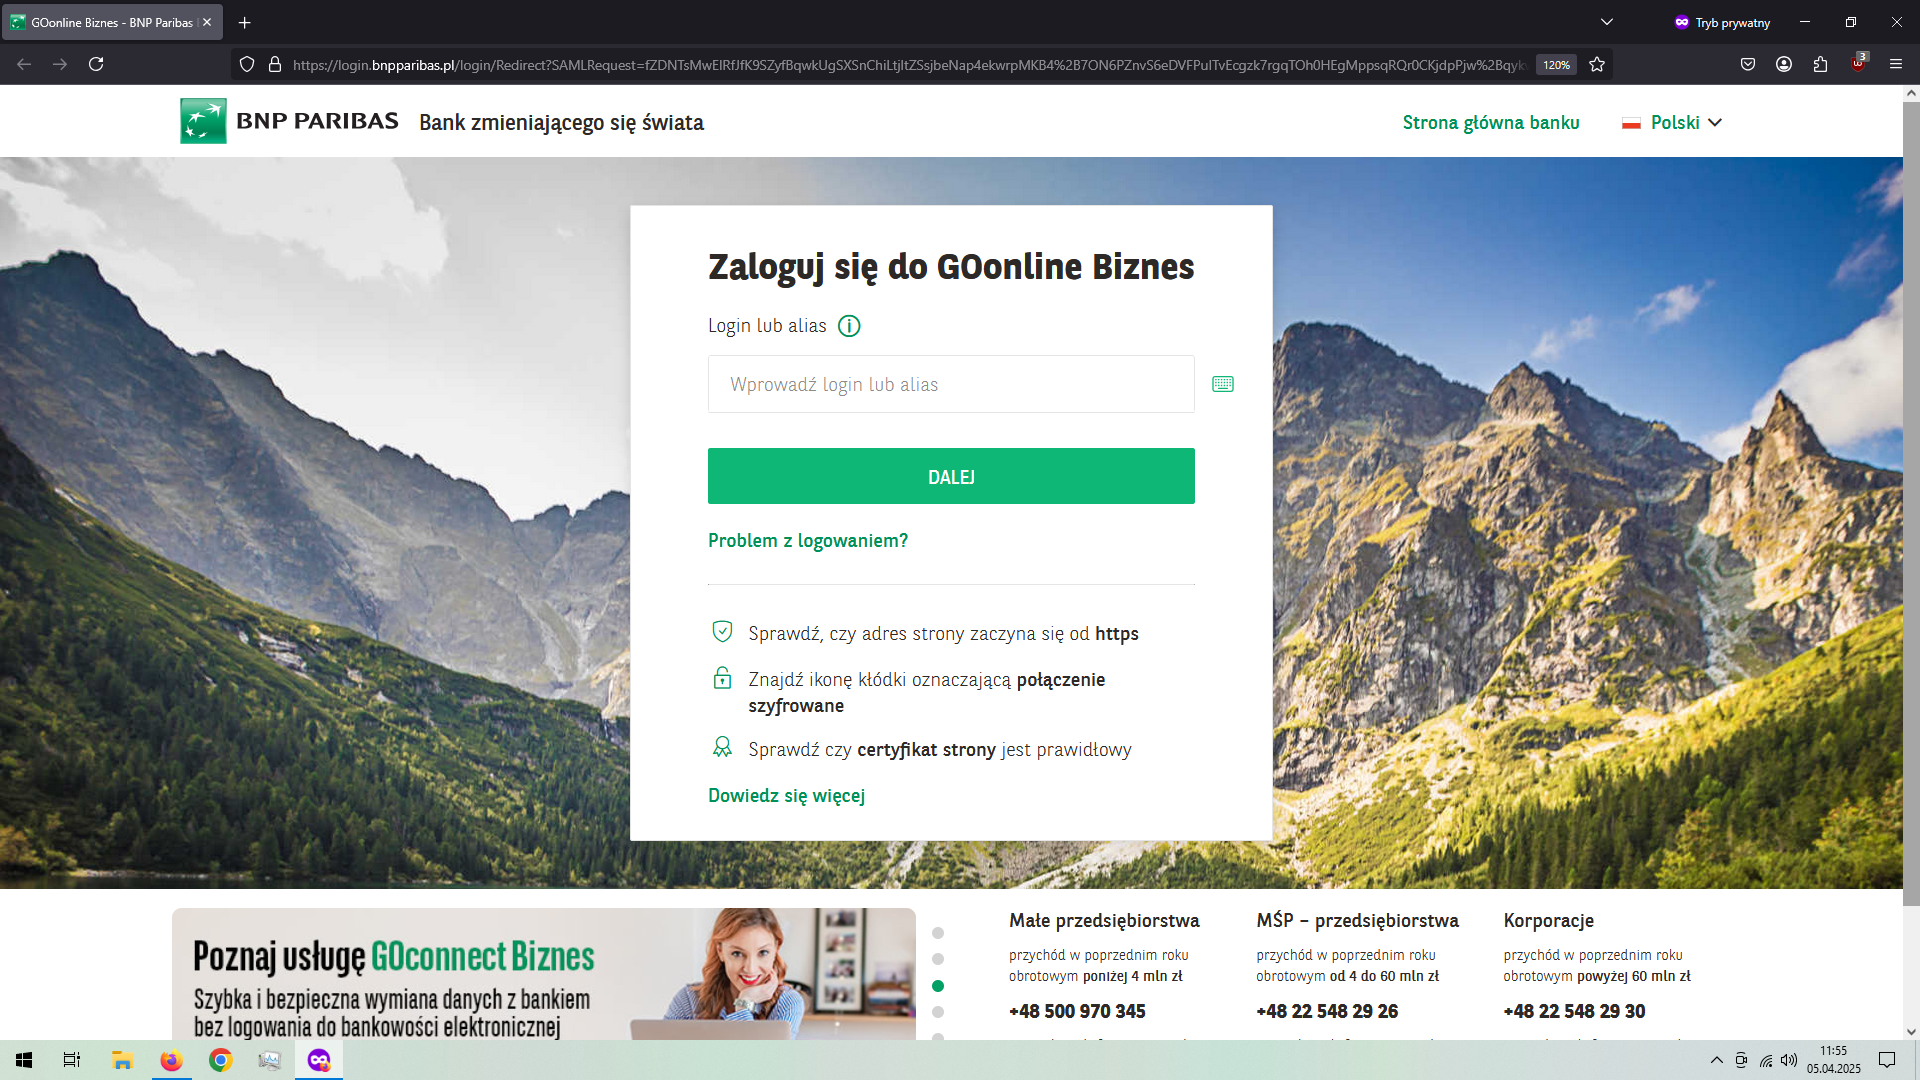 GOonline Biznes - BNP Paribas
Tryb prywatny
https://login.bnpparibas.pl/login/Redirect?SAMLRequest=
120%
3
BNP PARIBAS
Bank zmieniającego się świata
Strona główna banku
Polski
Zaloguj się do GOonline Biznes
Login lub alias
Wprowadź login lub alias
DALEJ
Problem z logowaniem?
Sprawdź, czy adres strony zaczyna się od https
Znajdź ikonę kłódki oznaczającą połączenie
szyfrowane
Sprawdź czy certyfikat strony jest prawidłowy
Dowiedz się więcej
Poznaj usługę GOconnect Biznes
Szybka i bezpieczna wymiana danych z bankiem
bez logowania do bankowości elektronicznej
Małe przedsiębiorstwa
przychód w poprzednim roku
obrotowym poniżej 4 mln zł
+48 500 970 345
MŚP – przedsiębiorstwa
przychód w poprzednim roku
obrotowym od 4 do 60 mln zł
+48 22 548 29 26
Korporacje
przychód w poprzednim roku
obrotowym powyżej 60 mln zł
+48 22 548 29 30
11:55
05.04.2025